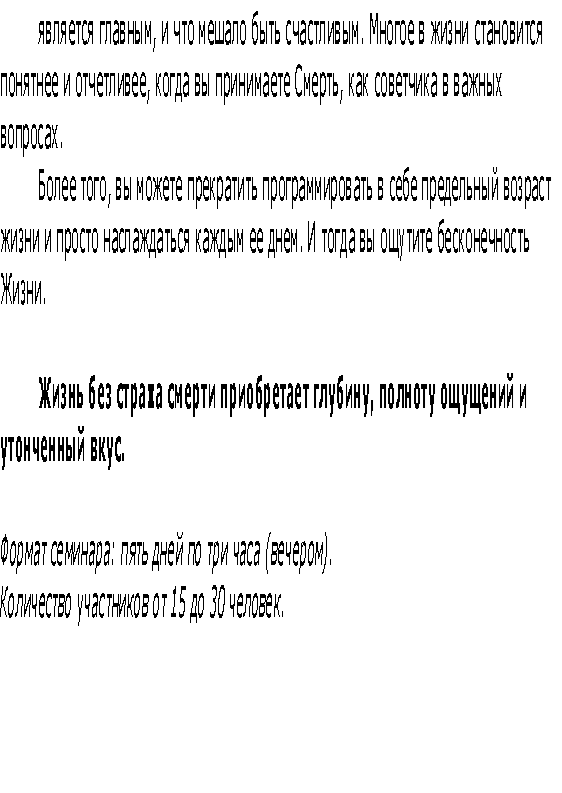 является главным, и что мешало быть счастливым. Многое в жизни становится
понятнее и отчетливее, когда вы принимаете Смерть, как советчика в важных
вопросах.
Более того, вы можете прекратить программировать в себе предельный возраст
жизни и просто наслаждаться каждым ее днем. И тогда вы ощутите бесконечность
Жизни.
Жизнь без страха смерти приобретает глубину, полноту ощущений и
утонченный вкус.
Формат семинара: пять дней по три часа (вечером).
Количество участников от 15 до 30 человек.